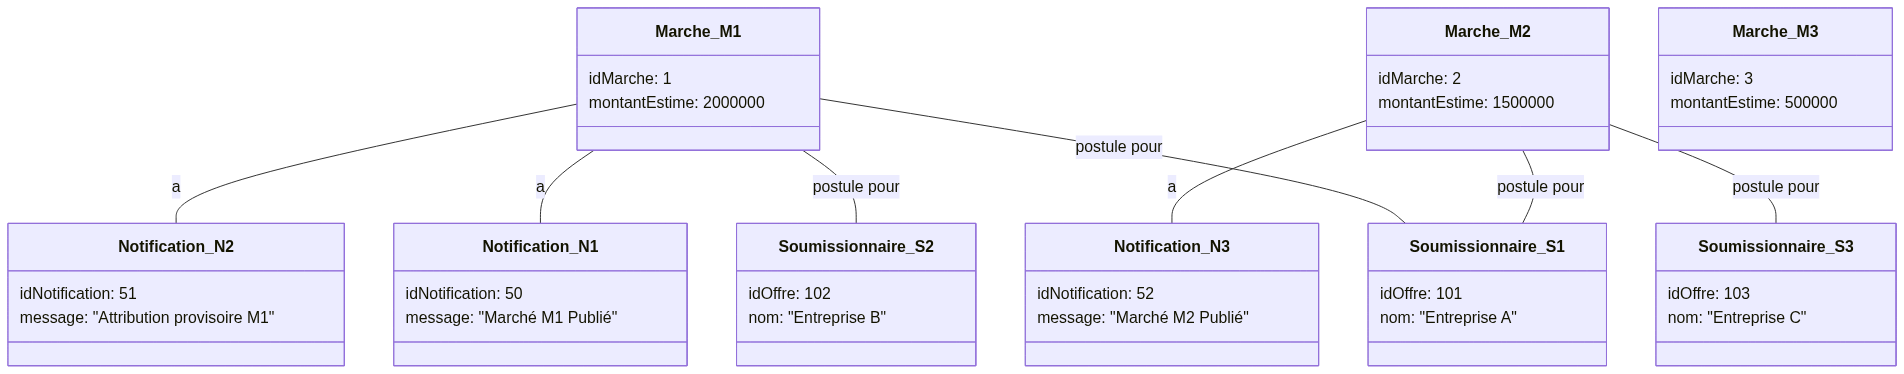 Marche_M1
idMarche: 1
montantEstime: 2000000
Marche_M2
idMarche: 2
montantEstime: 1500000
Marche_M3
idMarche: 3
montantEstime: 500000
postule pour
a
a
postule pour
a
postule pour
postule pour
Notification_N2
idNotification: 51
message: "Attribution provisoire M1"
Notification_N1
idNotification: 50
message: "Marché M1 Publié"
Soumissionnaire_S2
idOffre: 102
nom: "Entreprise B"
Notification_N3
idNotification: 52
message: "Marché M2 Publié"
Soumissionnaire_S1
idOffre: 101
nom: "Entreprise A"
Soumissionnaire_S3
idOffre: 103
nom: "Entreprise C"